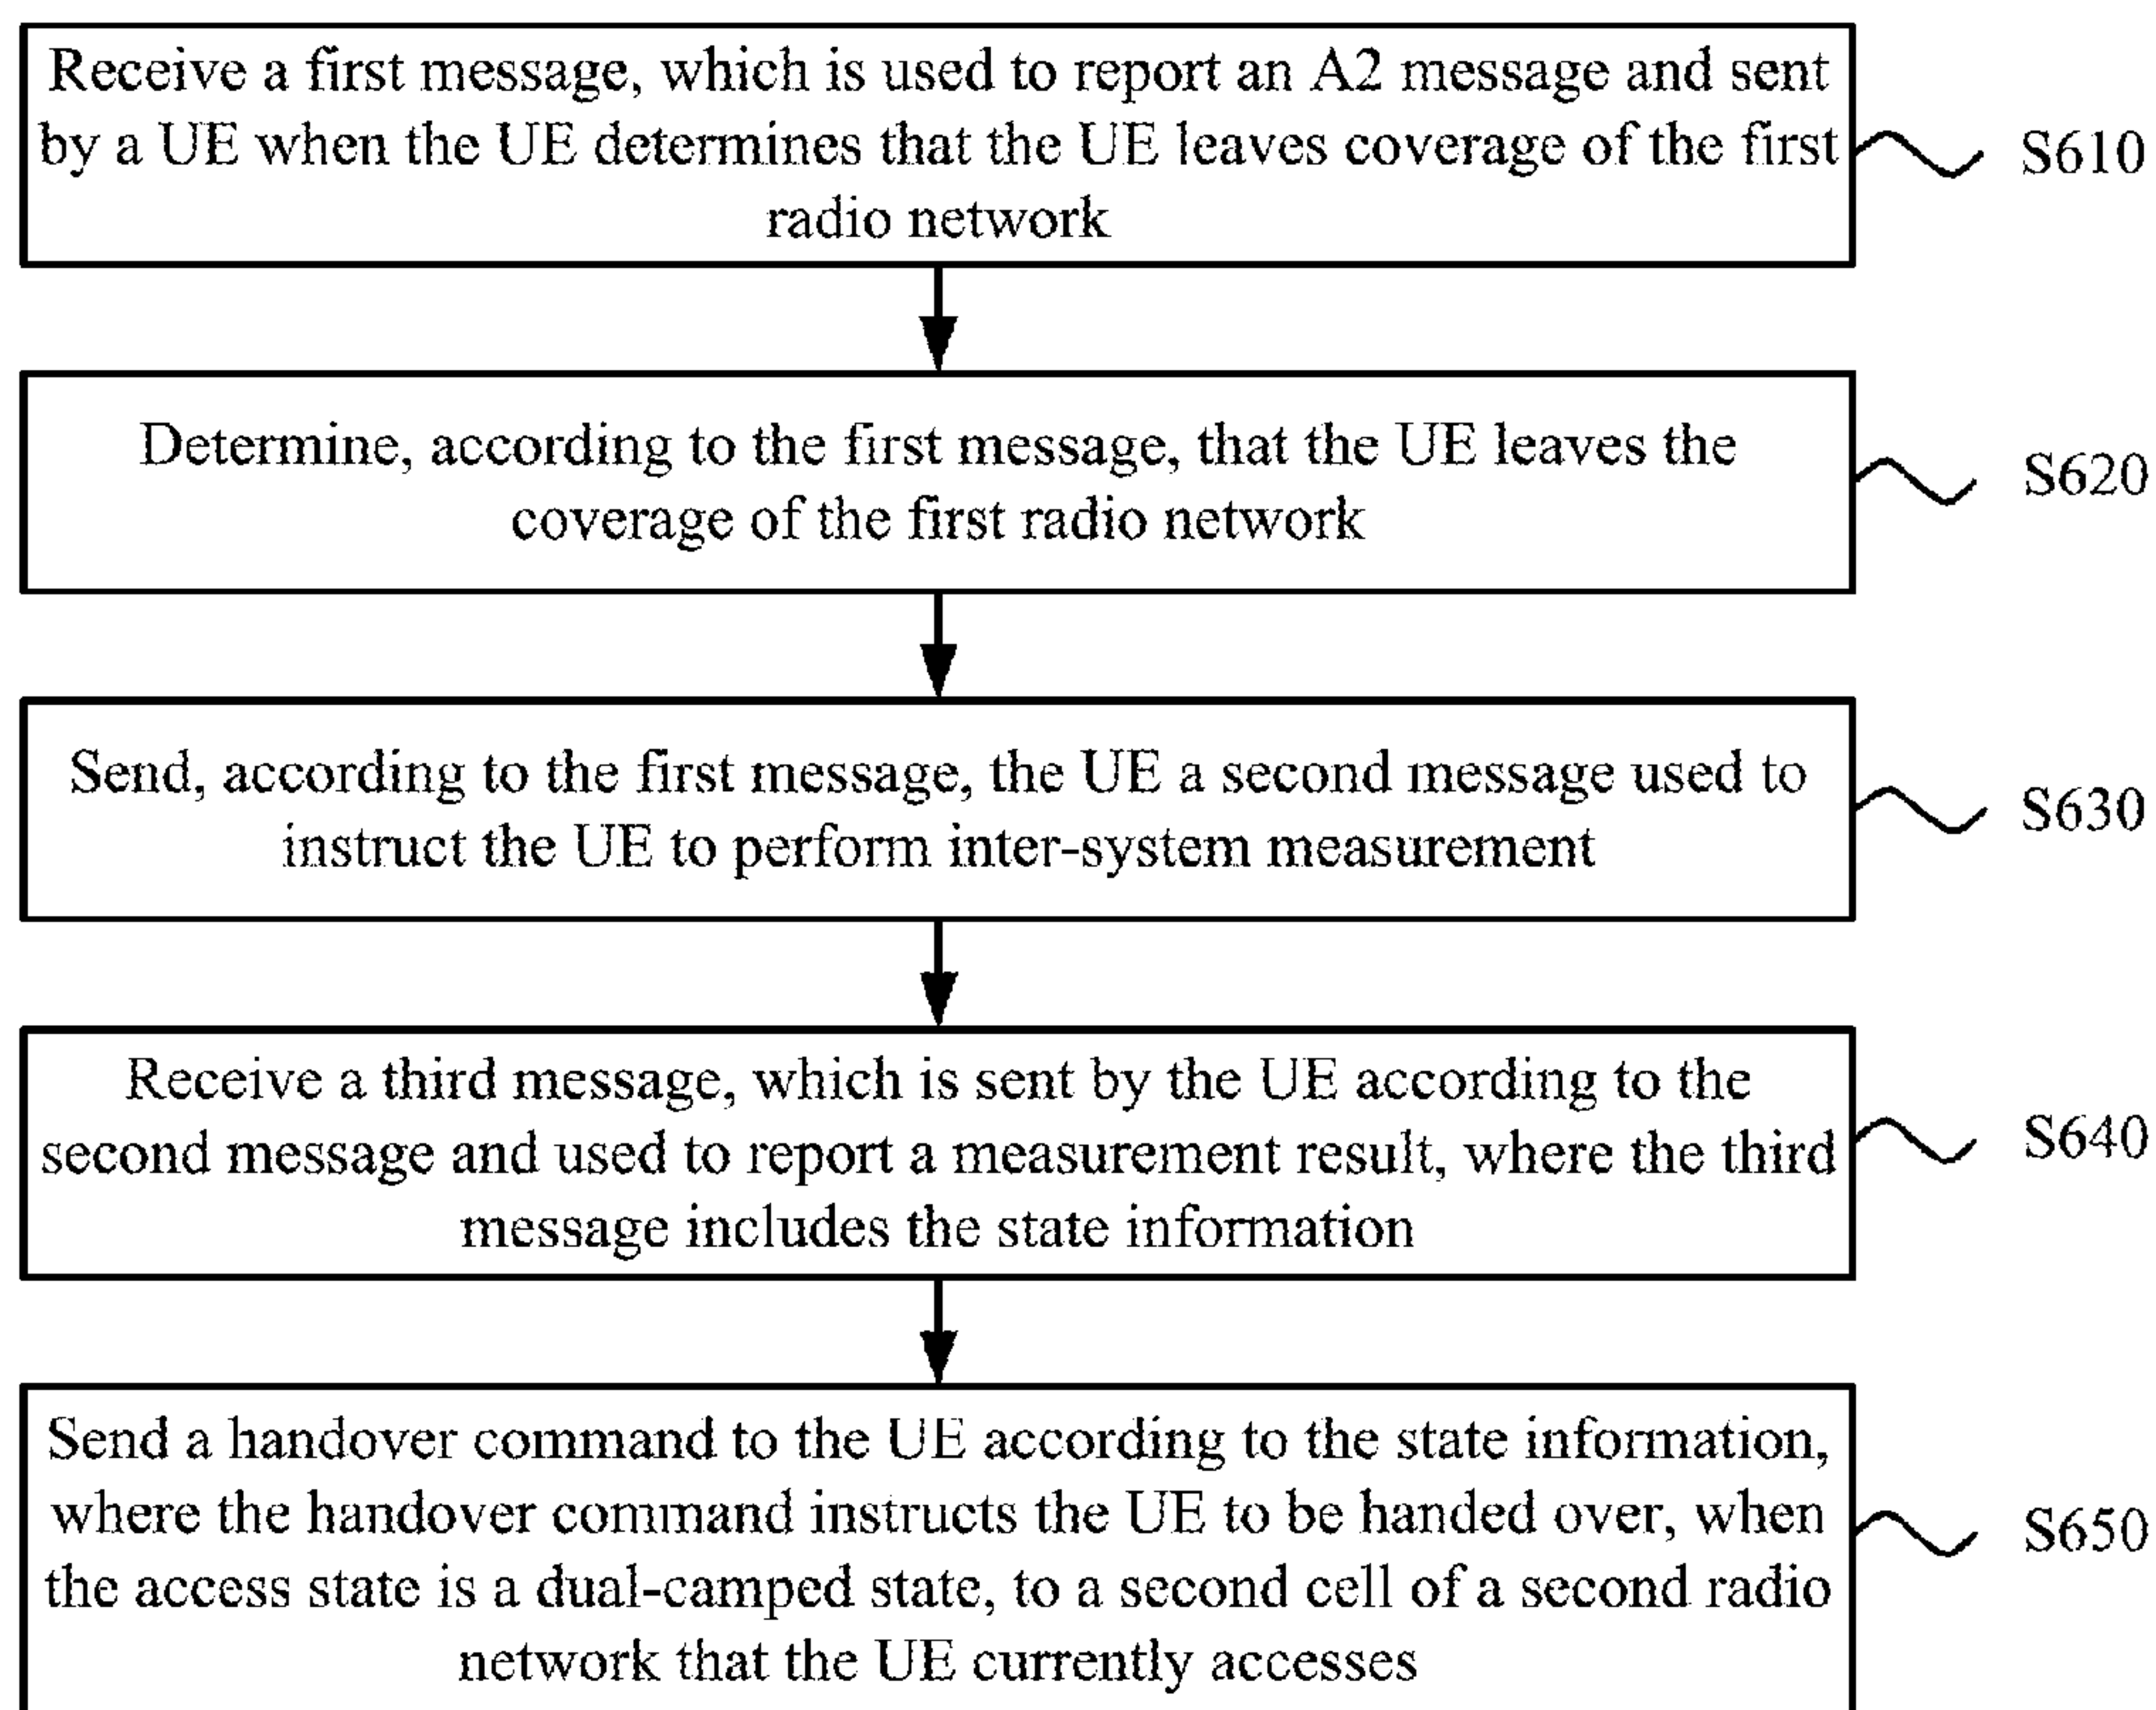 Receive a first message, which is used to report an A2 message and sent
by a UE when the UE determines that the UE leaves coverage of the first
radio network
S610
Determine, according to the first message, that the UE leaves the
coverage of the first radio network
S620
Send, according to the first message, the UE a second message used to
instruct the UE to perform inter-system measurement
S630
Receive a third message, which is sent by the UE according to the
second message and used to report a measurement result, where the third
message includes the state information
S640
Send a handover command to the UE according to the state information,
where the handover command instructs the UE to be handed over, when
the access state is a dual-camped state, to a second cell of a second radio
network that the UE currently accesses
S650